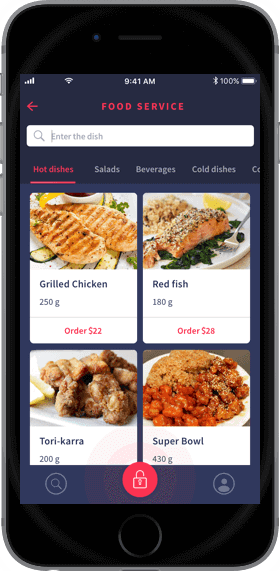 9:41 AM 100%
FOOD SERVICE
Enter the dish
Hot dishes Salads Beverages Cold dishes Co
Grilled Chicken
250 g
Order $22
Red fish
180 g
Order $28
Tori-karra
200 g
Super Bowl
430 g